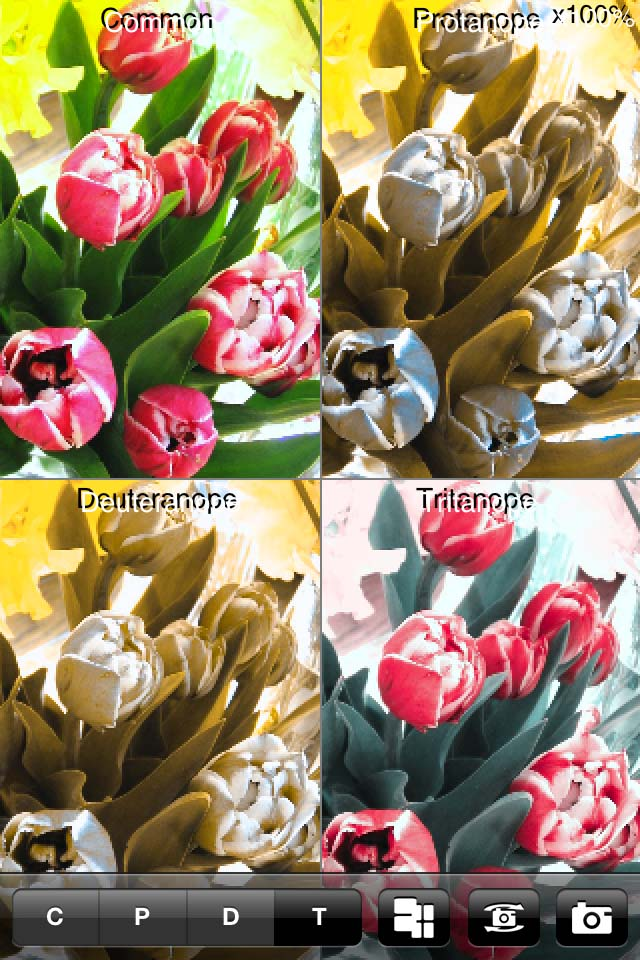 Common
Protanope x100%
Deuteranope
Tritanope
C P D T